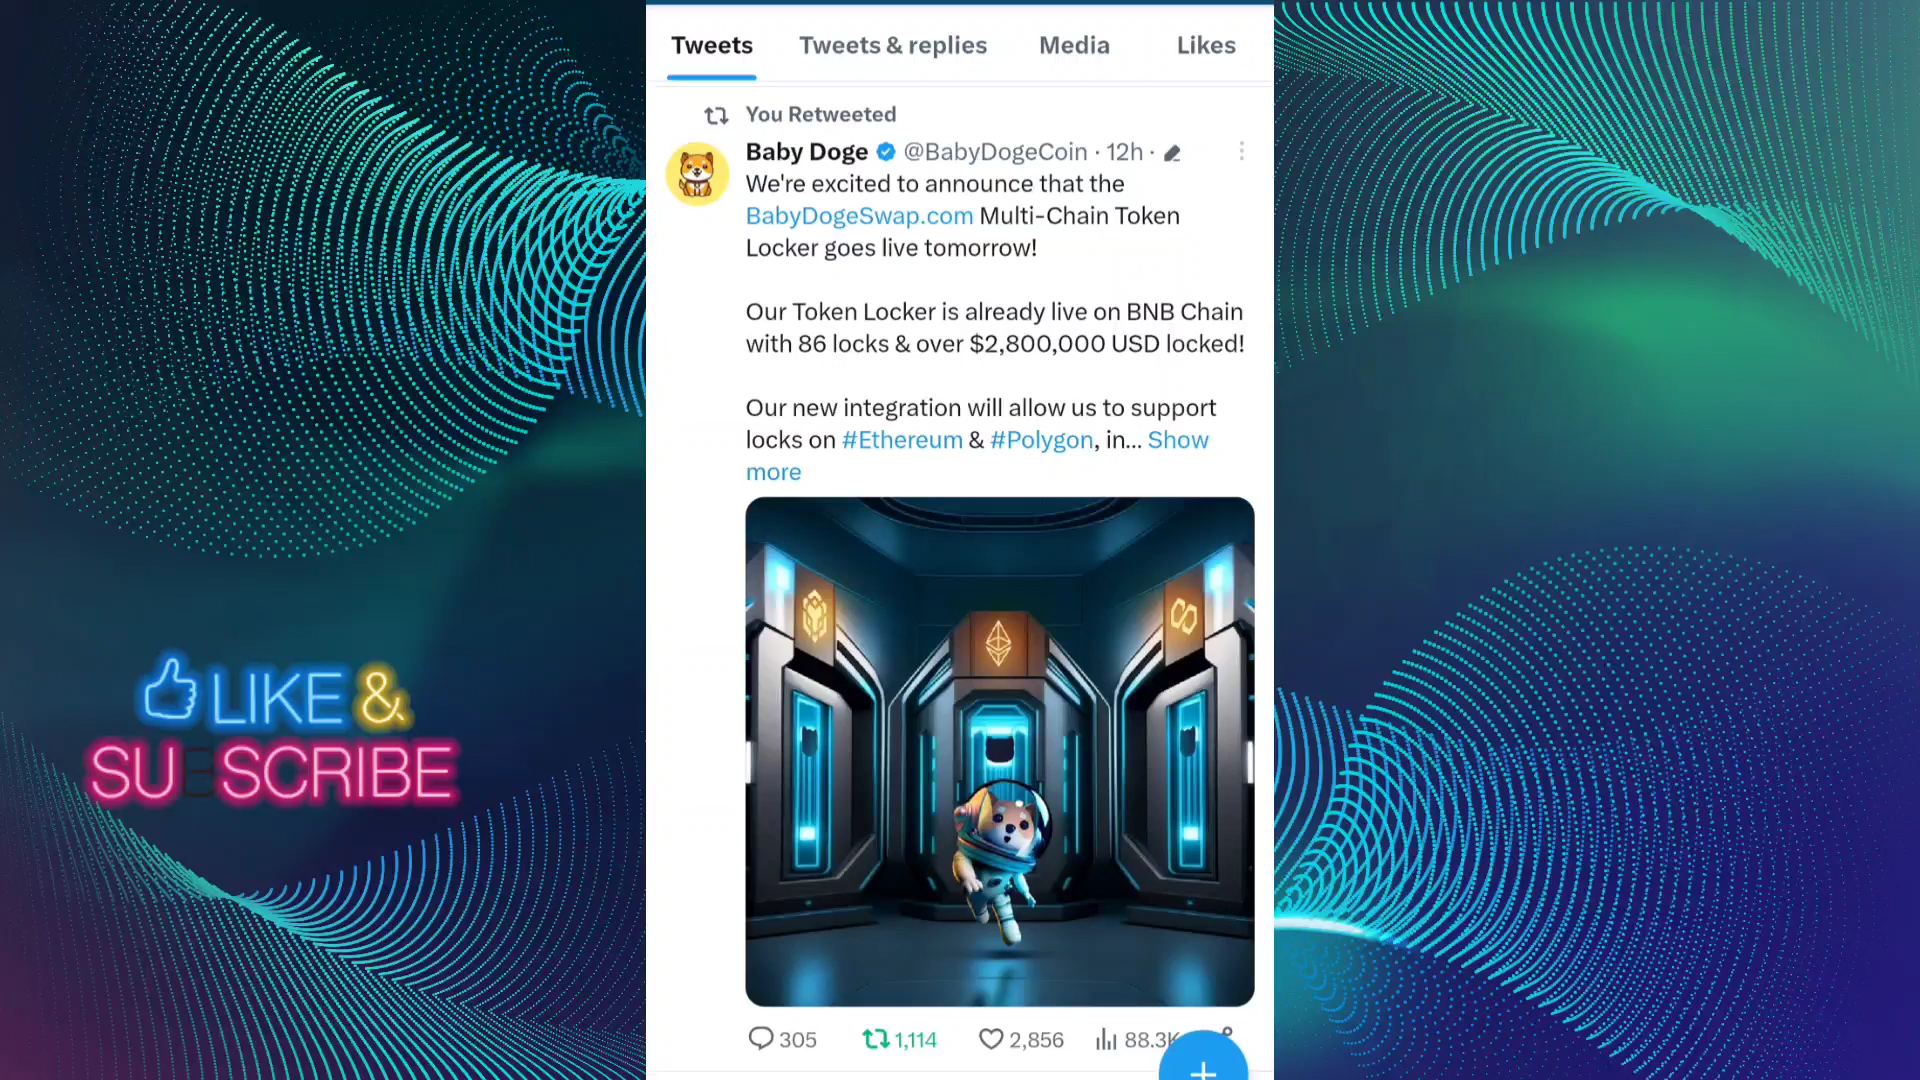 Tweets Tweets & replies Media Likes
You Retweeted
Baby Doge @BabyDogeCoin · 12h ·
We're excited to announce that the
BabyDogeSwap.com Multi-Chain Token
Locker goes live tomorrow!
Our Token Locker is already live on BNB Chain
with 86 locks & over $2,800,000 USD locked!
Our new integration will allow us to support
locks on #Ethereum & #Polygon, in... Show
more
305 1,114 2,856 88.3K
LIKE &
SUBSCRIBE